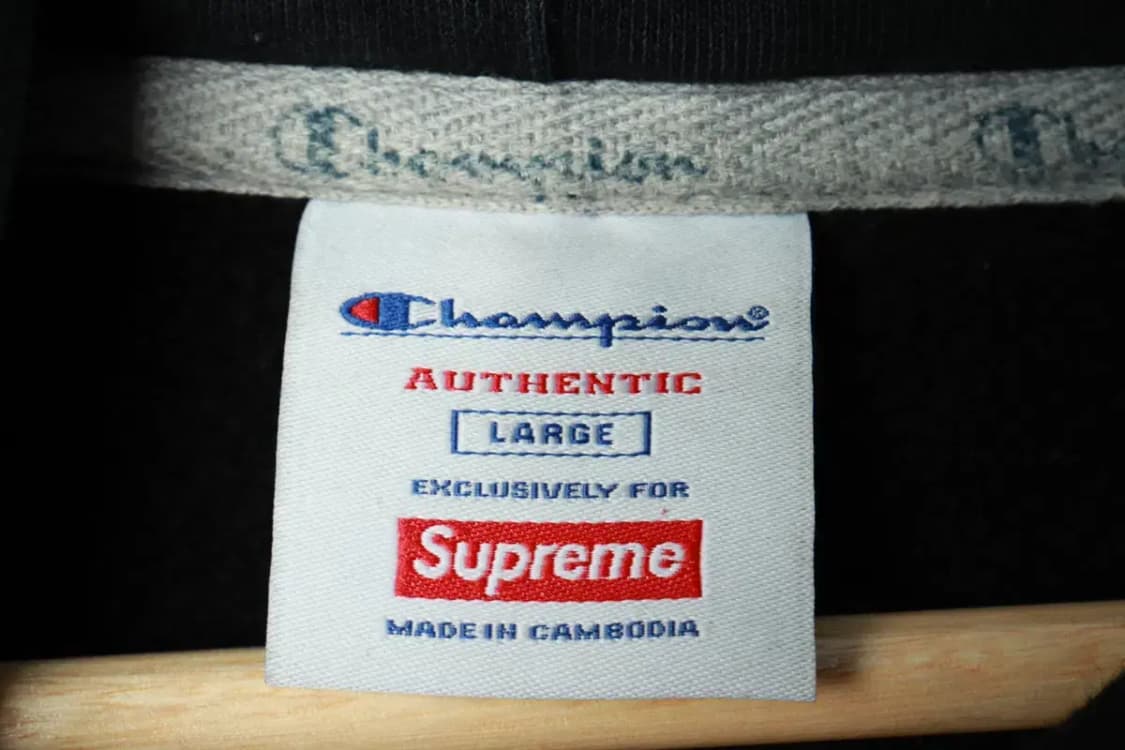 Champion
Champion®
AUTHENTIC
LARGE
EXCLUSIVELY FOR
Supreme
MADE IN CAMBODIA